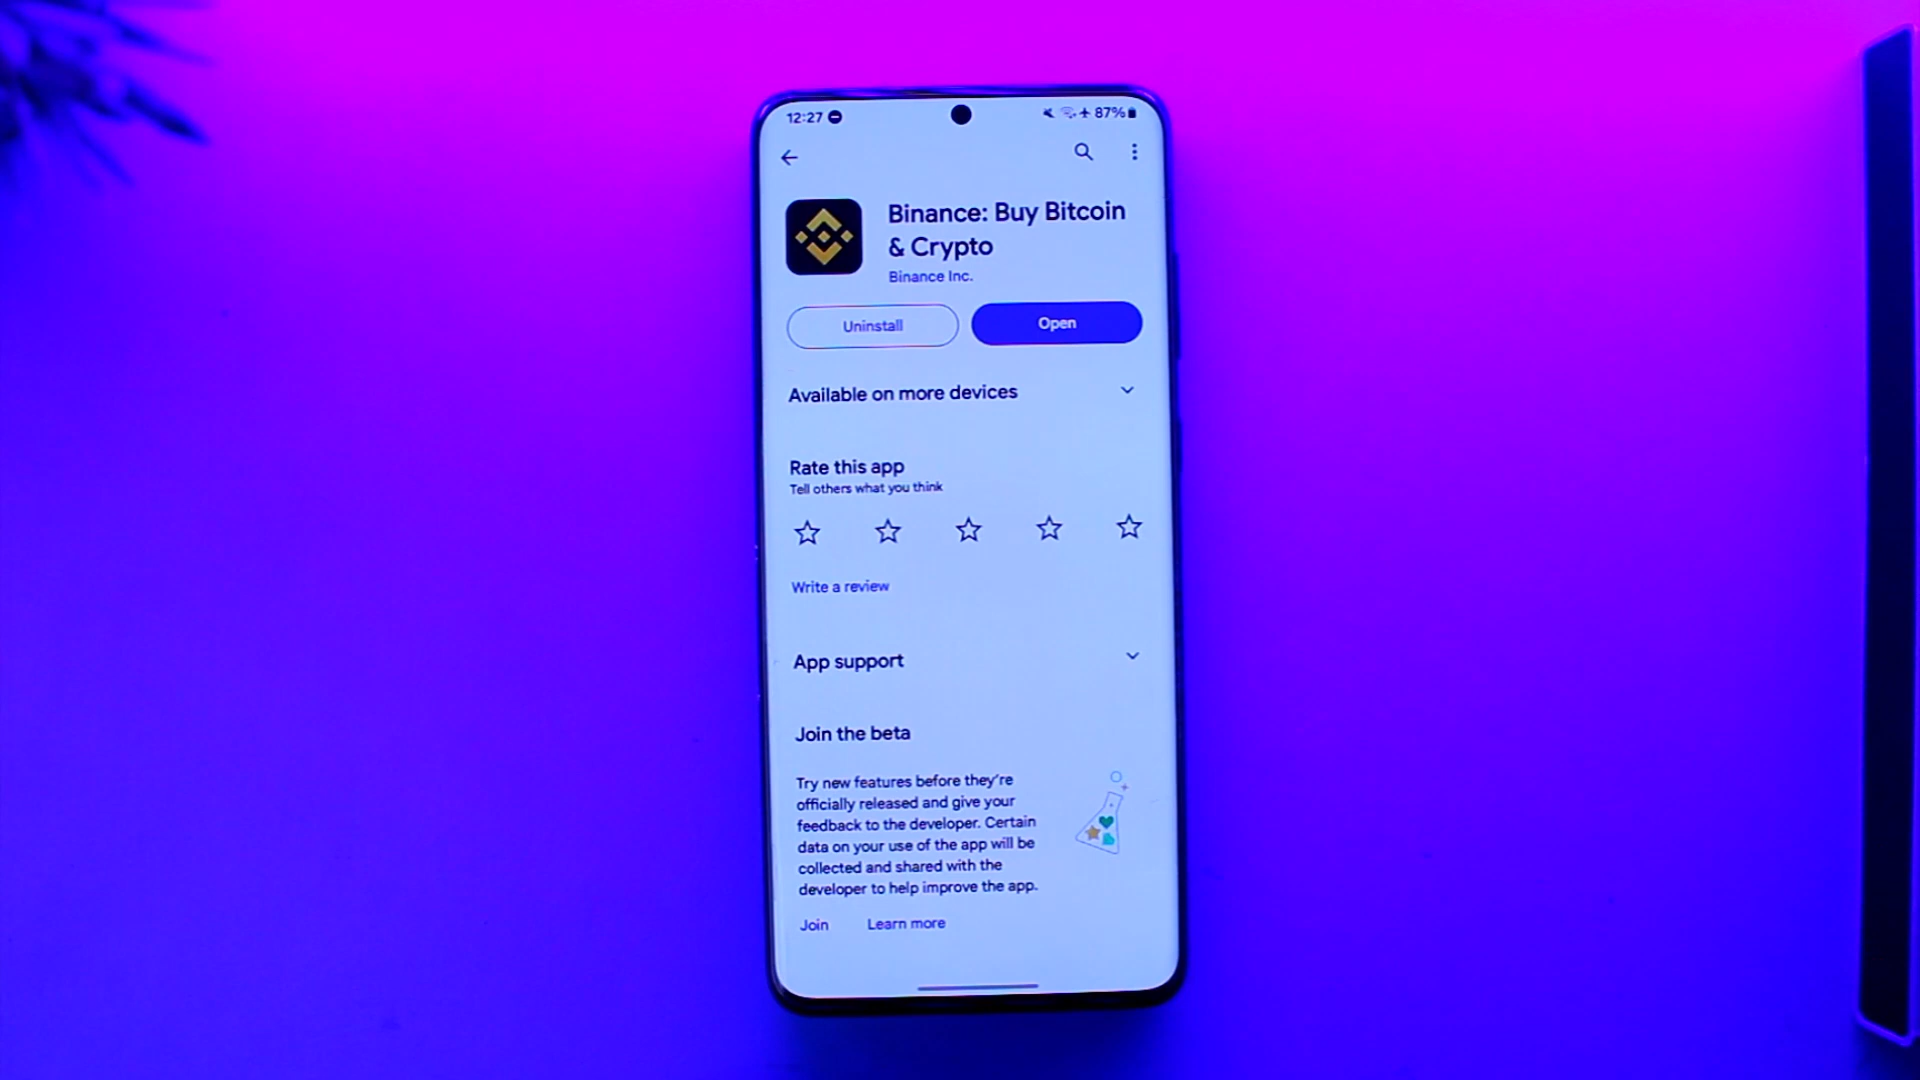 12:27
87%
Binance: Buy Bitcoin
& Crypto
Binance Inc.
Uninstall
Open
Available on more devices
Rate this app
Tell others what you think
Write a review
App support
Join the beta
Try new features before they're
officially released and give your
feedback to the developer. Certain
data on your use of the app will be
collected and shared with the
developer to help improve the app.
Join
Learn more